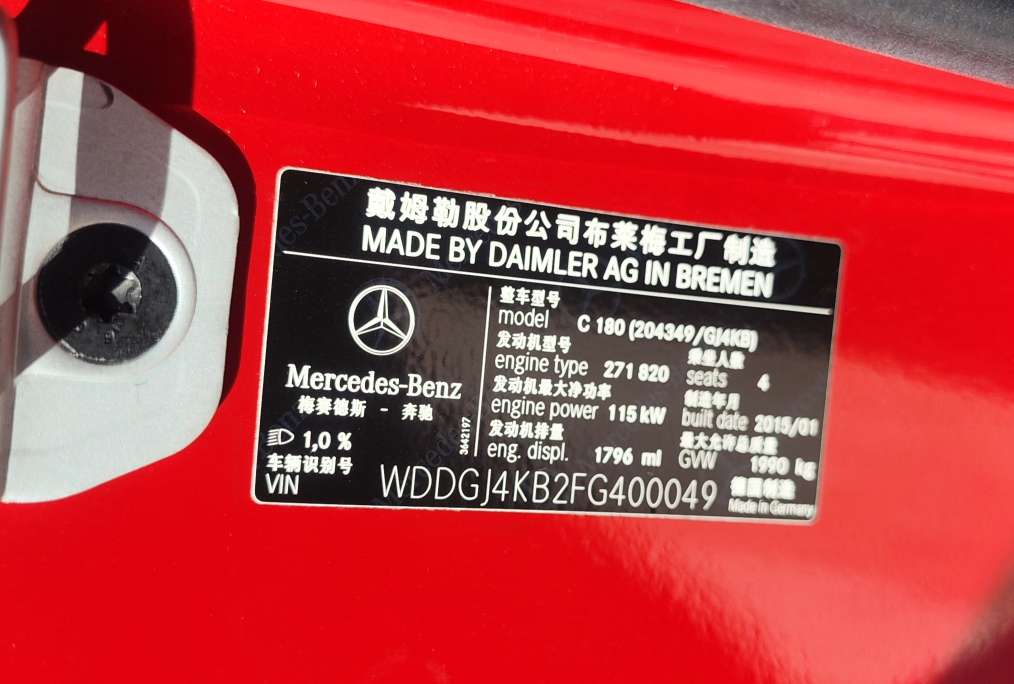 戴姆勒股份公司布莱梅工厂制造
MADE BY DAIMLER AG IN BREMEN
Mercedes-Benz
梅赛德斯 - 奔驰
1,0 %
3642197
整车型号
model C 180 (204349/GJ4KB)
发动机型号 乘坐人数
engine type 271 820 seats 4
发动机最大净功率 制造年月
engine power 115 kW built date 2015/01
发动机排量 最大允许总质量
eng. displ. 1796 ml GVW 1990 kg
车辆识别号 德国制造
VIN WDDGJ4KB2FG400049 Made in Germany